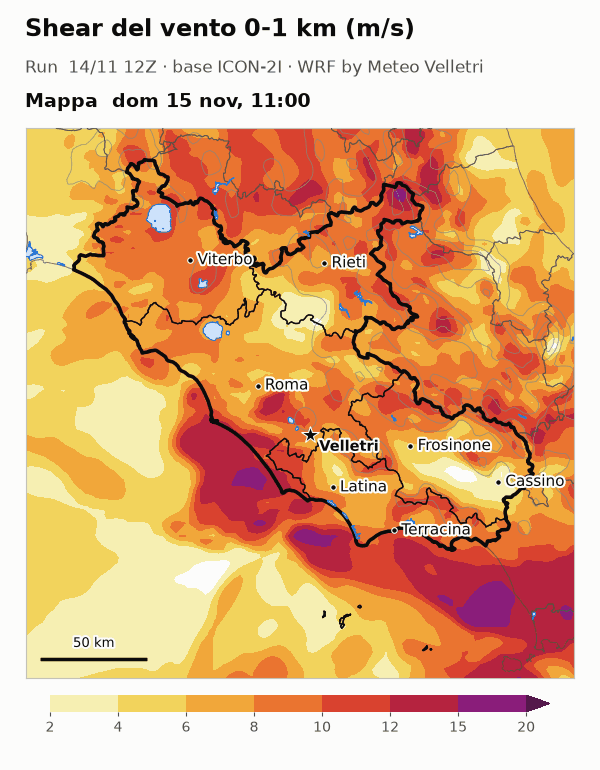 Shear del vento 0-1 km (m/s)
Run  14/11 12Z · base ICON-2I · WRF by Meteo Velletri
Mappa  dom 15 nov, 11:00
Viterbo
Rieti
Roma
Velletri
Frosinone
Latina
Cassino
Terracina
50 km
2 4 6 8 10 12 15 20